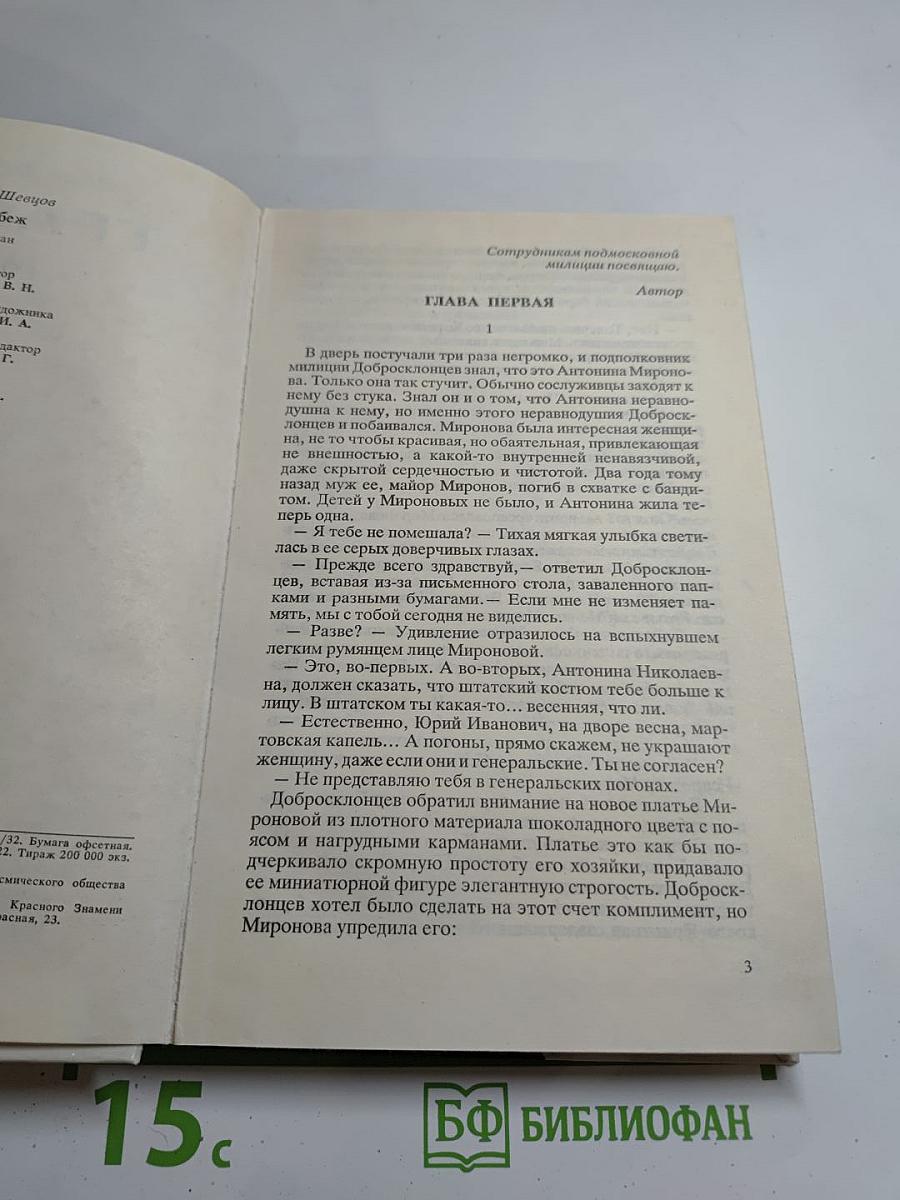 Шевцов
беж
ан
ор
В. Н.
дожника
И. А.
дактор
Г.
/32. Бумага офсетная.
22. Тираж 200 000 экз.
смического общества
Красного Знамени
расная, 23.
Сотрудникам подмосковной
милиции посвящаю.
Автор
ГЛАВА ПЕРВАЯ
1
В дверь постучали три раза негромко, и подполковник
милиции Добросклонцев знал, что это Антонина Мироно-
ва. Только она так стучит. Обычно сослуживцы заходят к
нему без стука. Знал он и о том, что Антонина неравно-
душна к нему, но именно этого неравнодушия Добросклонцев
лонцев и побаивался. Миронова была интересная женщи-
на, не то чтобы красивая, но обаятельная, привлекающая
не внешностью, а какой-то внутренней ненавязчивой,
даже скрытой сердечностью и чистотой. Два года тому
назад муж ее, майор Миронов, погиб в схватке с банди-
том. Детей у Мироновых не было, и Антонина жила те-
перь одна.
— Я тебе не помешала? — Тихая мягкая улыбка свети-
лась в ее серых доверчивых глазах.
— Прежде всего здравствуй,— ответил Добросклон-
цев, вставая из-за письменного стола, заваленного пап-
ками и разными бумагами.— Если мне не изменяет па-
мять, мы с тобой сегодня не виделись.
— Разве? — Удивление отразилось на вспыхнувшем
легким румянцем лице Мироновой.
— Это, во-первых. А во-вторых, Антонина Николаев-
на, должен сказать, что штатский костюм тебе больше к
лицу. В штатском ты какая-то... весенняя, что ли.
— Естественно, Юрий Иванович, на дворе весна, мар-
товская капель... А погоны, прямо скажем, не украшают
женщину, даже если они и генеральские. Ты не согласен?
— Не представляю тебя в генеральских погонах.
Добросклонцев обратил внимание на новое платье Ми-
роновой из плотного материала шоколадного цвета с по-
ясом и нагрудными карманами. Платье это как бы по-
дчеркивало скромную простоту его хозяйки, придавало
ее миниатюрной фигуре элегантную строгость. Добросk-
лонцев хотел было сделать на этот счет комплимент, но
Миронова упредила его:
3
15 с
БФ БИБЛИОФАН